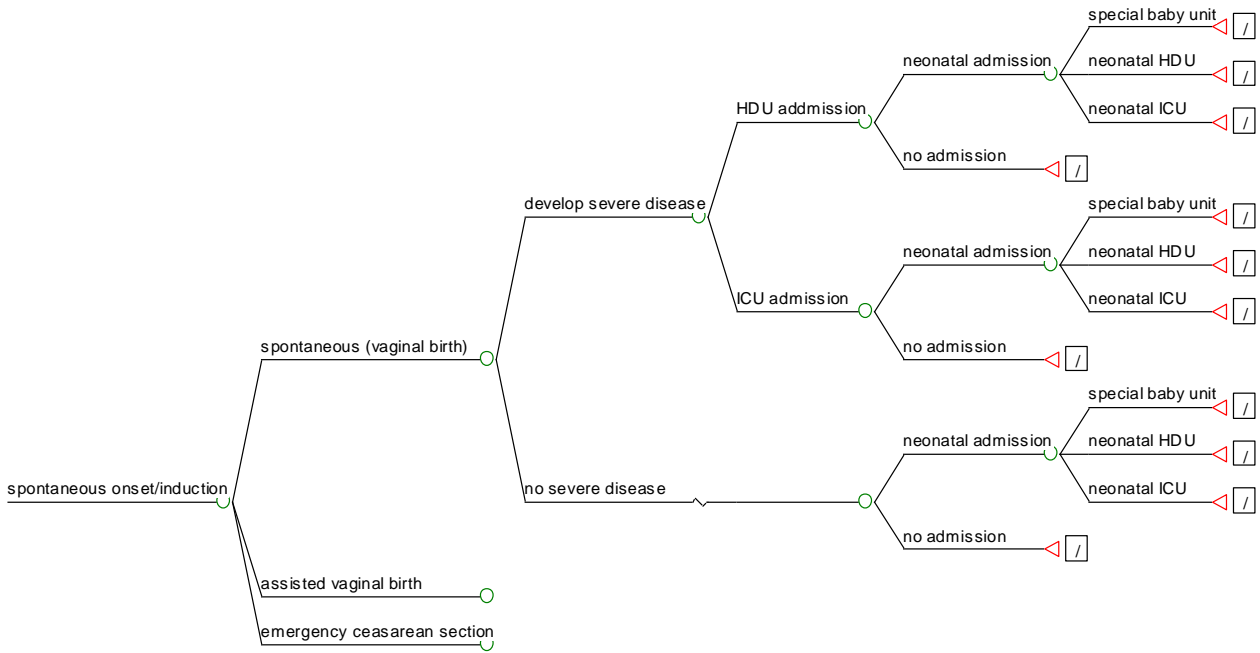 special baby unit
/
neonatal admission
neonatal HDU
/
HDU addmission
neonatal ICU
/
no admission
/
develop severe disease
special baby unit
/
neonatal admission
neonatal HDU
/
ICU admission
neonatal ICU
/
spontaneous (vaginal birth)
no admission
/
special baby unit
/
neonatal admission
neonatal HDU
/
spontaneous onset/induction
no severe disease
neonatal ICU
/
no admission
/
assisted vaginal birth
emergency ceasarean section